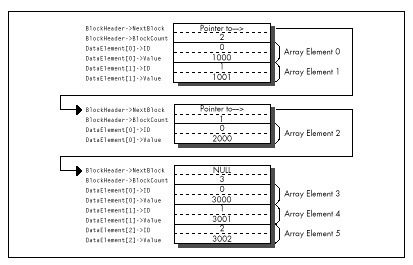 BlockHeader->NextBlock Pointer to-->
BlockHeader->BlockCount 2
DataElement[0]->ID 0
DataElement[0]->Value 1000
Array Element 0
DataElement[1]->ID 1
DataElement[1]->Value 1001
Array Element 1
BlockHeader->NextBlock Pointer to-->
BlockHeader->BlockCount 1
DataElement[0]->ID 0
DataElement[0]->Value 2000
Array Element 2
BlockHeader->NextBlock NULL
BlockHeader->BlockCount 3
DataElement[0]->ID 0
DataElement[0]->Value 3000
Array Element 3
DataElement[1]->ID 1
DataElement[1]->Value 3001
Array Element 4
DataElement[2]->ID 2
DataElement[2]->Value 3002
Array Element 5